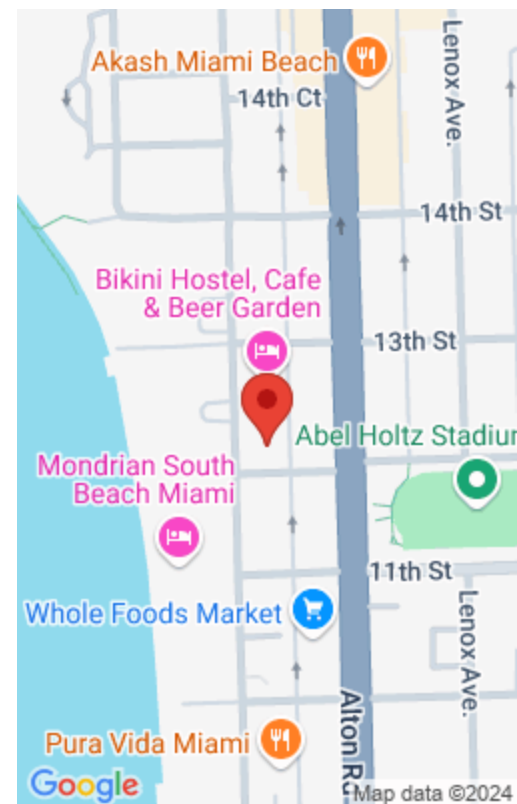 Akash Miami Beach
Lenox Ave.
14th Ct
14th St
Bikini Hostel, Cafe
& Beer Garden
13th St
Abel Holtz Stadiu
Mondrian South
Beach Miami
11th St
Whole Foods Market
Lenox Ave.
Alton Rd.
Pura Vida Miami
Google
Map data ©2024